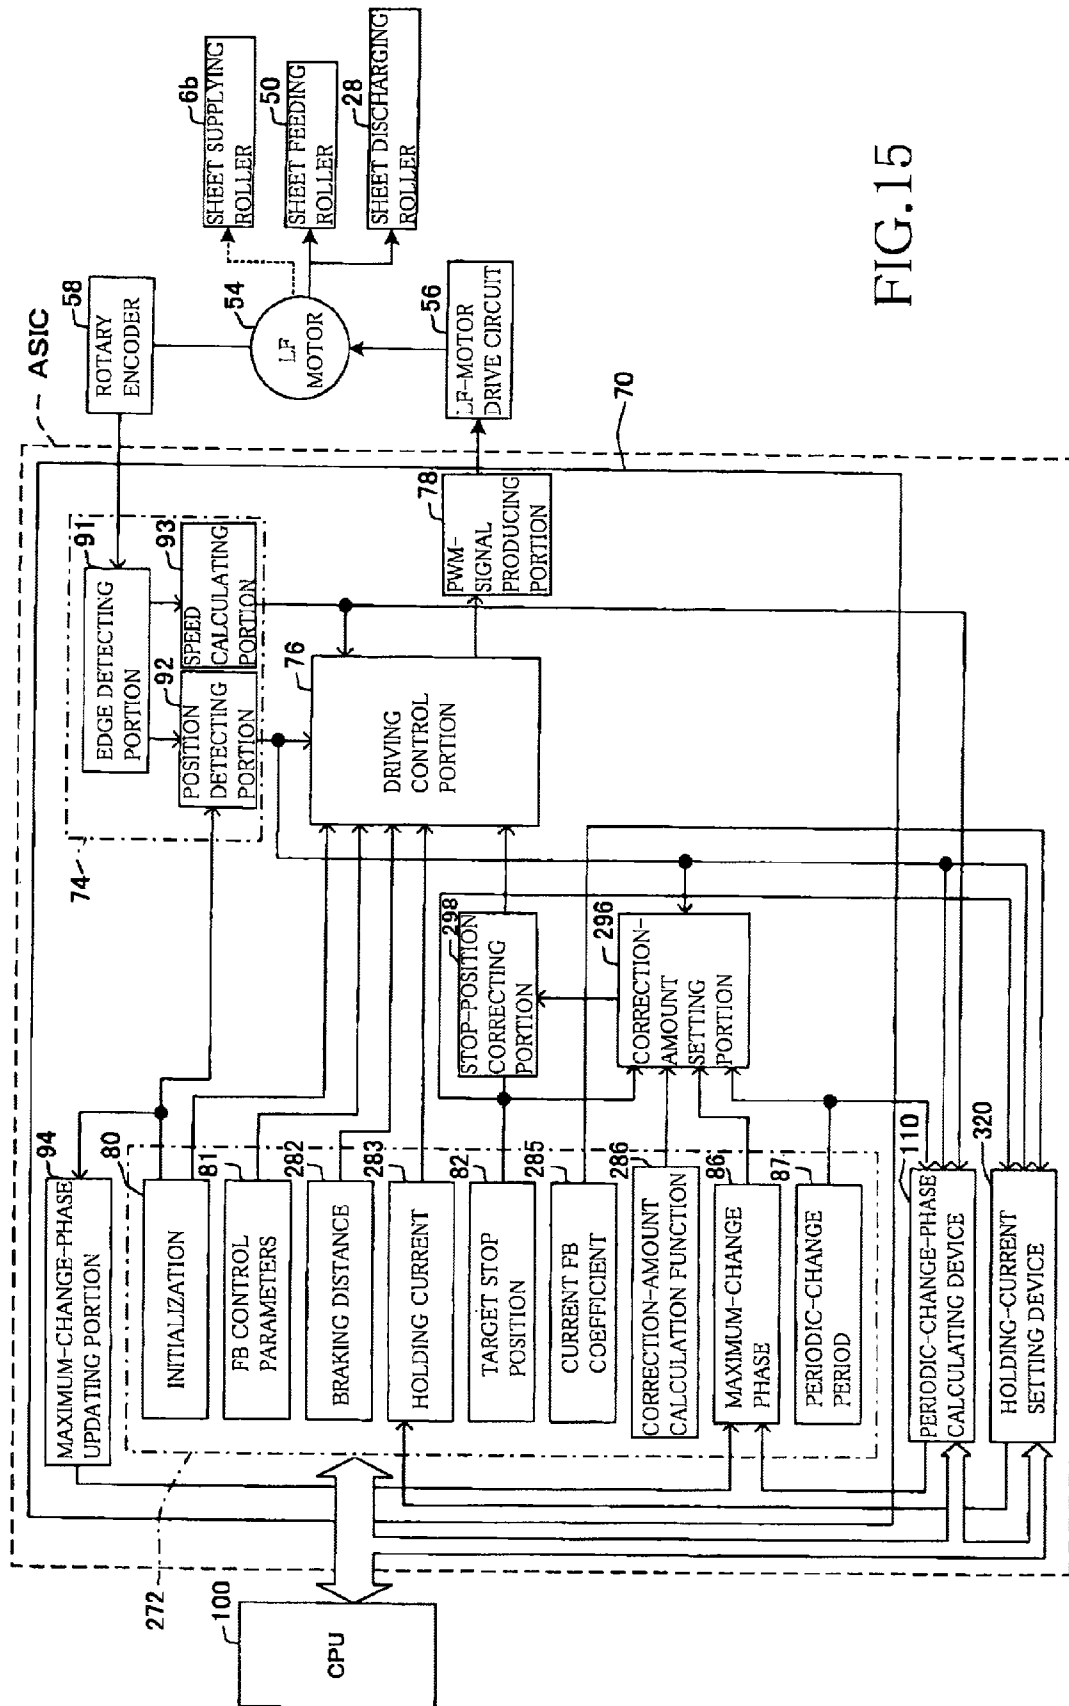 100
CPU
272
94
MAXIMUM-CHANGE-PHASE
UPDATING PORTION
80
INITIALIZATION
81
FB CONTROL
PARAMETERS
282
BRAKING DISTANCE
283
HOLDING CURRENT
82
TARGET STOP
POSITION
285
CURRENT FB
COEFFICIENT
286
CORRECTION-AMOUNT
CALCULATION FUNCTION
86
MAXIMUM-CHANGE
PHASE
87
PERIODIC-CHANGE
PERIOD
110
PERIODIC-CHANGE-PHASE
CALCULATING DEVICE
320
HOLDING-CURRENT
SETTING DEVICE
298
STOP-POSITION
CORRECTING
PORTION
296
CORRECTION-
AMOUNT
SETTING
PORTION
74
91
EDGE DETECTING
PORTION
92
POSITION
DETECTING
PORTION
93
SPEED
CALCULATING
PORTION
76
DRIVING
CONTROL
PORTION
78
PWM-
SIGNAL
PRODUCING
PORTION
70
ASIC
58
ROTARY
ENCODER
54
LF
MOTOR
56
LF-MOTOR
DRIVE CIRCUIT
6b
SHEET SUPPLYING
ROLLER
50
SHEET FEEDING
ROLLER
28
SHEET DISCHARGING
ROLLER
FIG.15